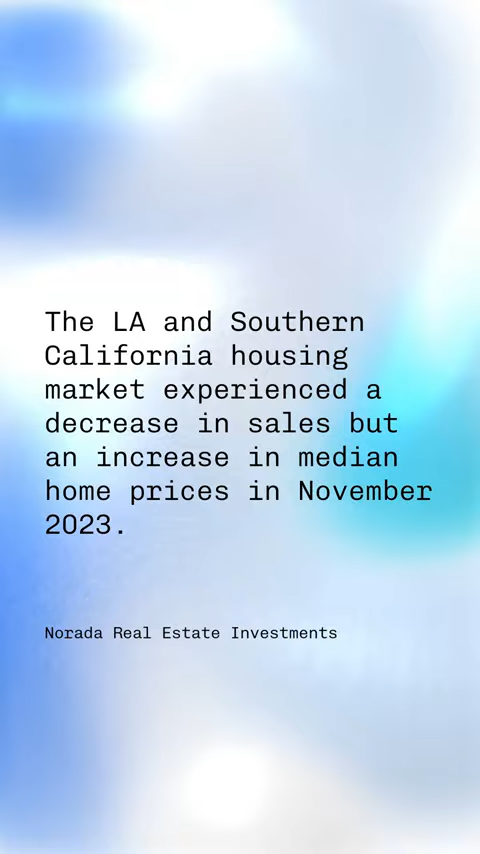 The LA and Southern
California housing
market experienced a
decrease in sales but
an increase in median
home prices in November
2023.
Norada Real Estate Investments